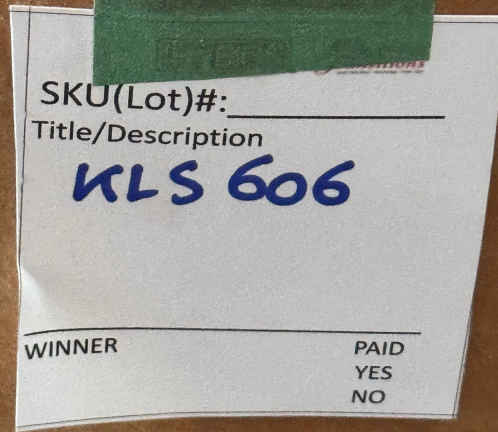 SKU(Lot)#:
Title/Description
KLS 606
WINNER PAID
YES
NO